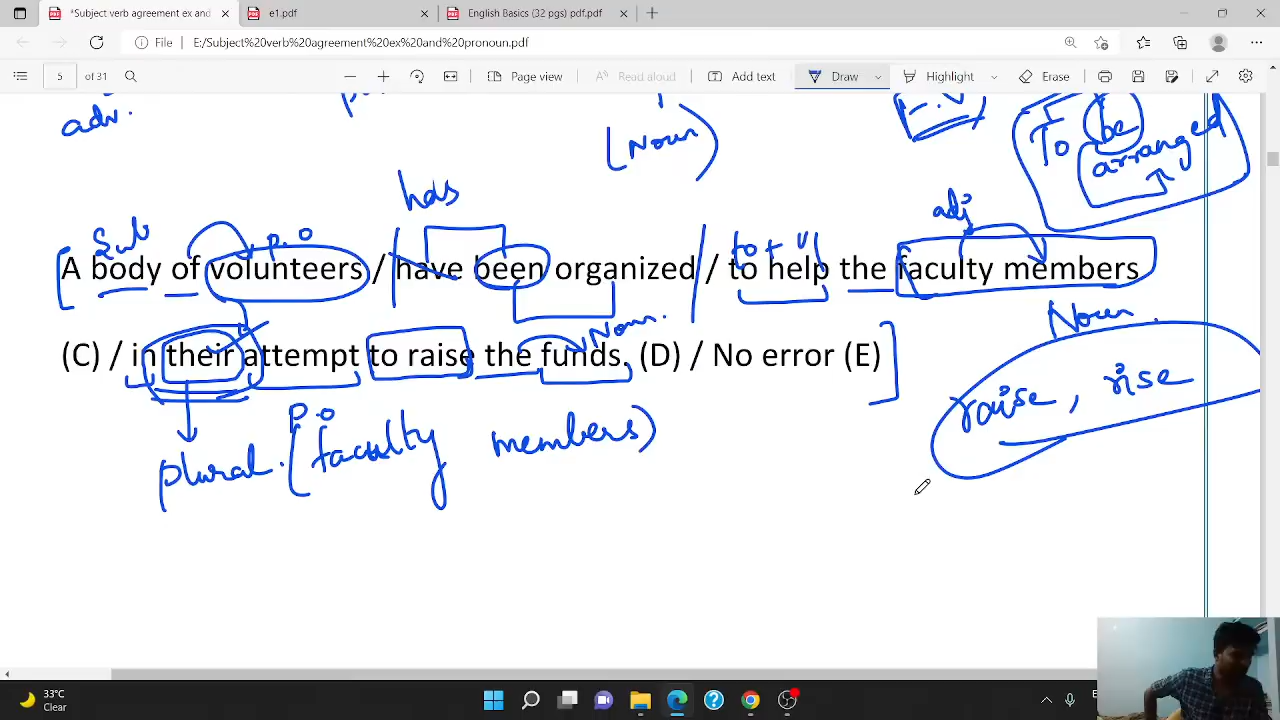 *Subject verb agreement ex and
e1.pdf
English Basics (32 pgs) pdf.pdf
File
E:/Subject%20verb%20agreement%20ex%20and%20pronoun.pdf
5 of 31
Page view
Read aloud
Add text
Draw
Highlight
Erase
adv.
(Noun)
To be
arranged
has
Sub
P.O
to + V1
adj
A body of volunteers / have been organized / to help the faculty members
Noun.
Noun.
(C) / in their attempt to raise the funds. (D) / No error (E)
raise, rise
P.O
plural. (faculty members)
33°C
Clear